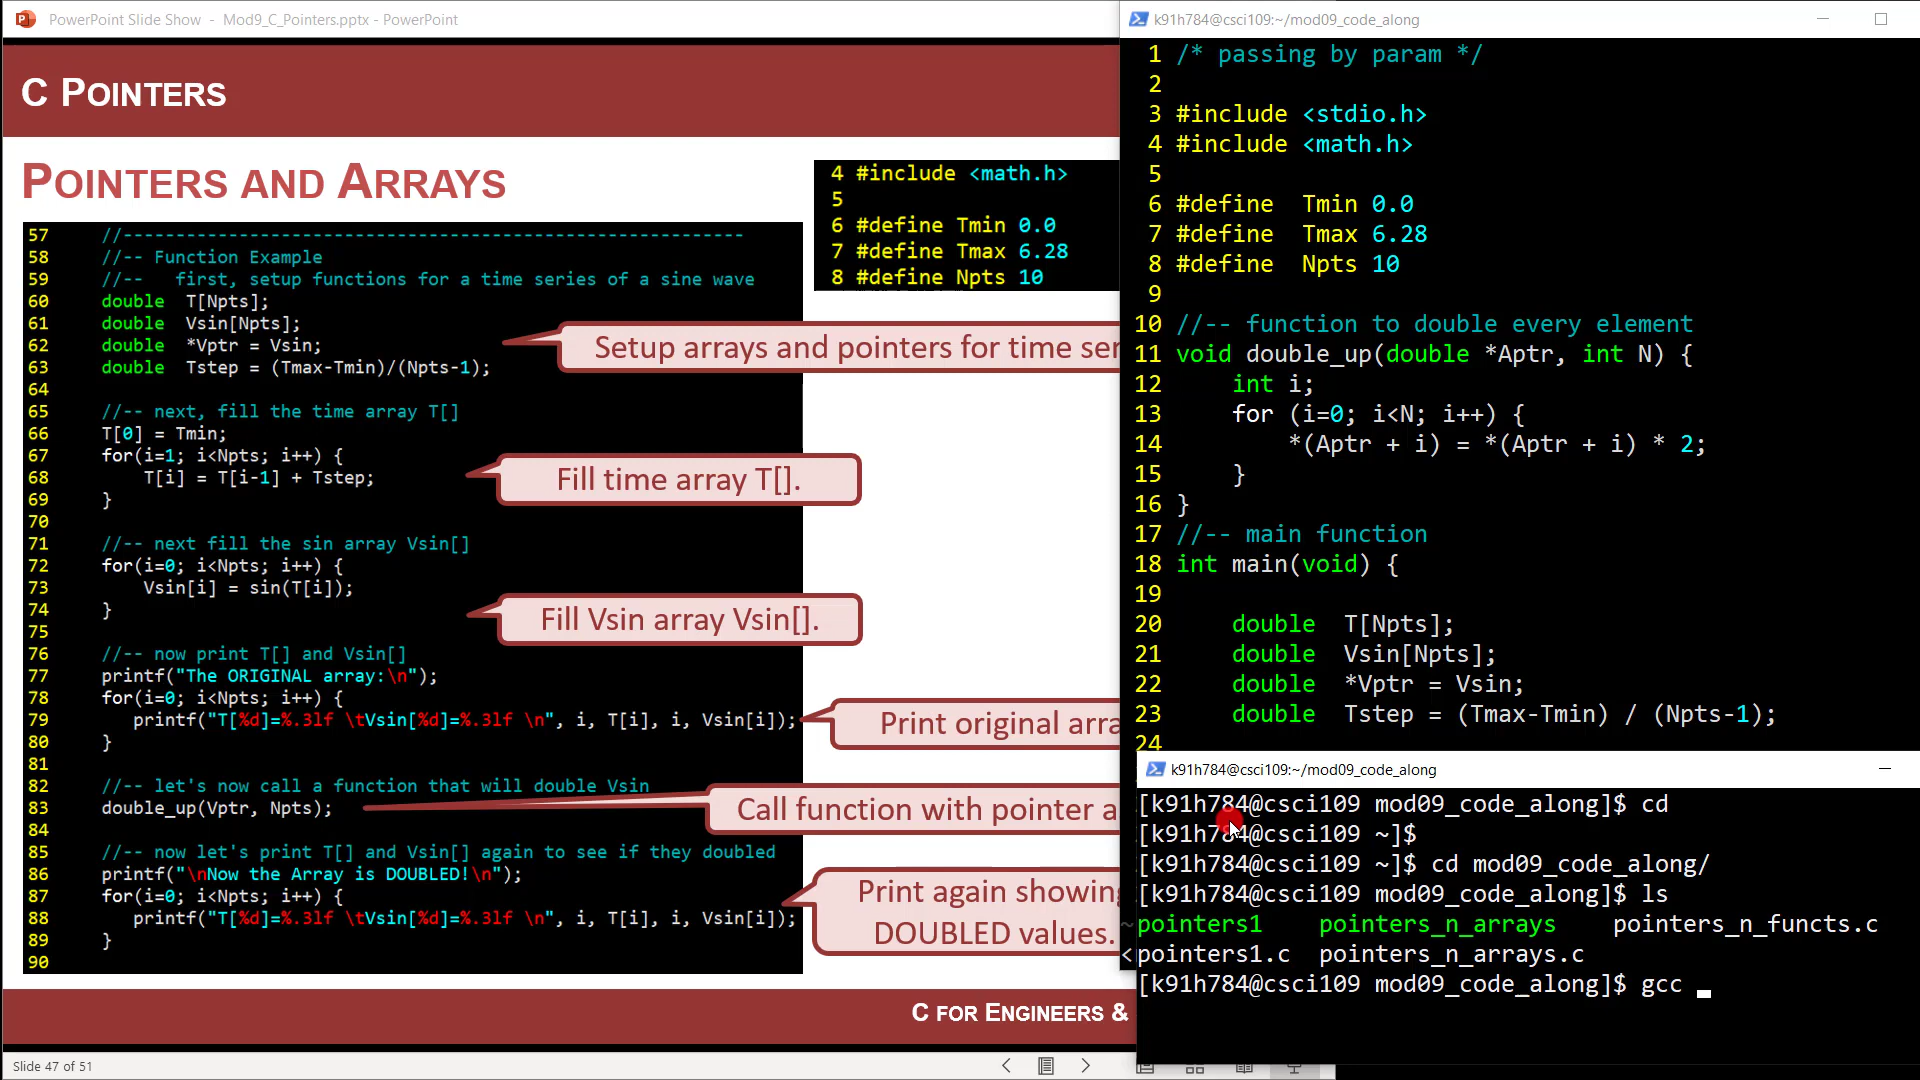 PowerPoint Slide Show - Mod9_C_Pointers.pptx - PowerPoint
C POINTERS
POINTERS AND ARRAYS
57 //-----------------------------------------------------------
58 //-- Function Example
59 //--   first, setup functions for a time series of a sine wave
60 double  T[Npts];
61 double  Vsin[Npts];
62 double  *Vptr = Vsin;
63 double  Tstep = (Tmax-Tmin)/(Npts-1);
64
65 //-- next, fill the time array T[]
66 T[0] = Tmin;
67 for(i=1; i<Npts; i++) {
68     T[i] = T[i-1] + Tstep;
69 }
70
71 //-- next fill the sin array Vsin[]
72 for(i=0; i<Npts; i++) {
73     Vsin[i] = sin(T[i]);
74 }
75
76 //-- now print T[] and Vsin[]
77 printf("The ORIGINAL array:\n");
78 for(i=0; i<Npts; i++) {
79    printf("T[%d]=%.3lf \tVsin[%d]=%.3lf \n", i, T[i], i, Vsin[i]);
80 }
81
82 //-- let's now call a function that will double Vsin
83 double_up(Vptr, Npts);
84
85 //-- now let's print T[] and Vsin[] again to see if they doubled
86 printf("\nNow the Array is DOUBLED!\n");
87 for(i=0; i<Npts; i++) {
88    printf("T[%d]=%.3lf \tVsin[%d]=%.3lf \n", i, T[i], i, Vsin[i]);
89 }
90
4 #include <math.h>
5
6 #define Tmin 0.0
7 #define Tmax 6.28
8 #define Npts 10
Setup arrays and pointers for time ser
Fill time array T[].
Fill Vsin array Vsin[].
Print original arra
Call function with pointer a
Print again showing
DOUBLED values.
C FOR ENGINEERS &
Slide 47 of 51
k91h784@csci109:~/mod09_code_along
1 /* passing by param */
2
3 #include <stdio.h>
4 #include <math.h>
5
6 #define  Tmin 0.0
7 #define  Tmax 6.28
8 #define  Npts 10
9
10 //-- function to double every element
11 void double_up(double *Aptr, int N) {
12     int i;
13     for (i=0; i<N; i++) {
14         *(Aptr + i) = *(Aptr + i) * 2;
15     }
16 }
17 //-- main function
18 int main(void) {
19
20     double  T[Npts];
21     double  Vsin[Npts];
22     double  *Vptr = Vsin;
23     double  Tstep = (Tmax-Tmin) / (Npts-1);
24
~
<
k91h784@csci109:~/mod09_code_along
[k91h784@csci109 mod09_code_along]$ cd
[k91h784@csci109 ~]$
[k91h784@csci109 ~]$ cd mod09_code_along/
[k91h784@csci109 mod09_code_along]$ ls
pointers1    pointers_n_arrays    pointers_n_functs.c
pointers1.c  pointers_n_arrays.c
[k91h784@csci109 mod09_code_along]$ gcc